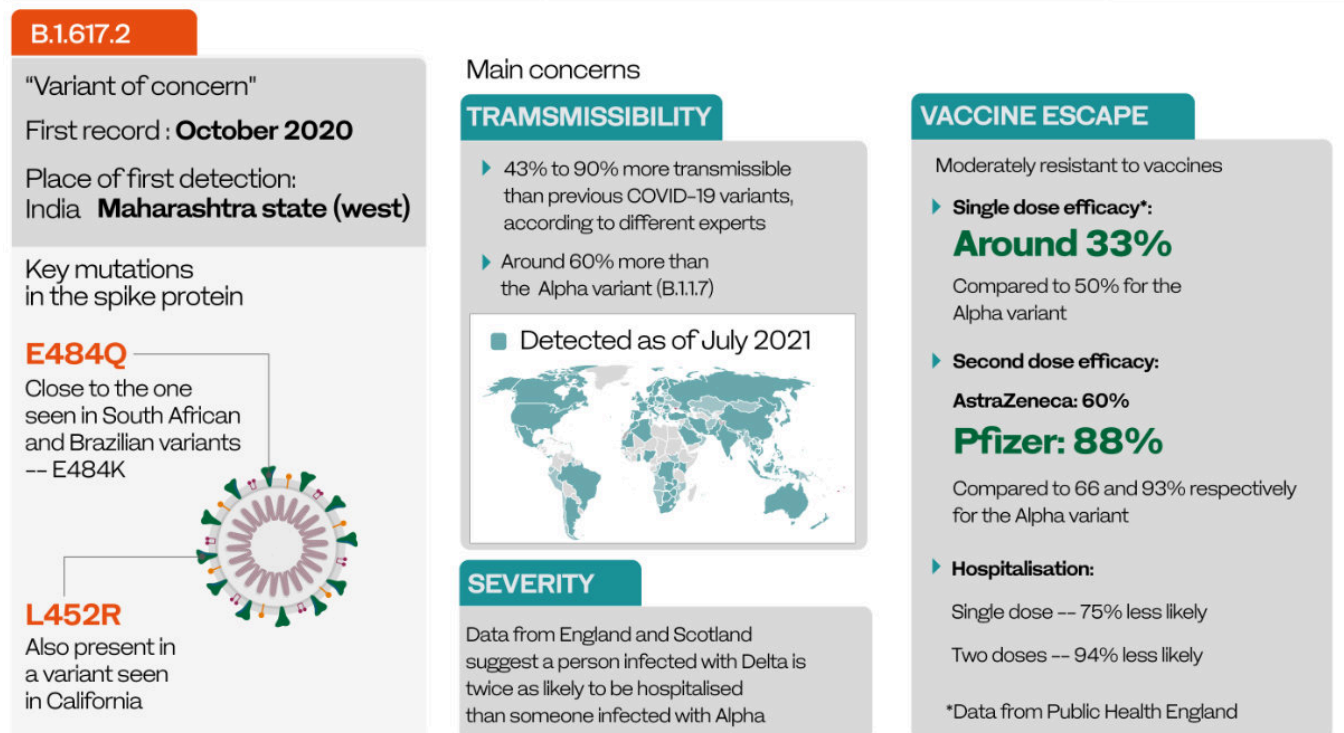 B.1.617.2
“Variant of concern"
First record : October 2020
Place of first detection:
India Maharashtra state (west)
Key mutations
in the spike protein
E484Q
Close to the one
seen in South African
and Brazilian variants
-- E484K
L452R
Also present in
a variant seen
in California
Main concerns
TRAMSMISSIBILITY
43% to 90% more transmissible
than previous COVID-19 variants,
according to different experts
Around 60% more than
the Alpha variant (B.1.1.7)
Detected as of July 2021
SEVERITY
Data from England and Scotland
suggest a person infected with Delta is
twice as likely to be hospitalised
than someone infected with Alpha
VACCINE ESCAPE
Moderately resistant to vaccines
Single dose efficacy*:
Around 33%
Compared to 50% for the
Alpha variant
Second dose efficacy:
AstraZeneca: 60%
Pfizer: 88%
Compared to 66 and 93% respectively
for the Alpha variant
Hospitalisation:
Single dose -- 75% less likely
Two doses -- 94% less likely
*Data from Public Health England